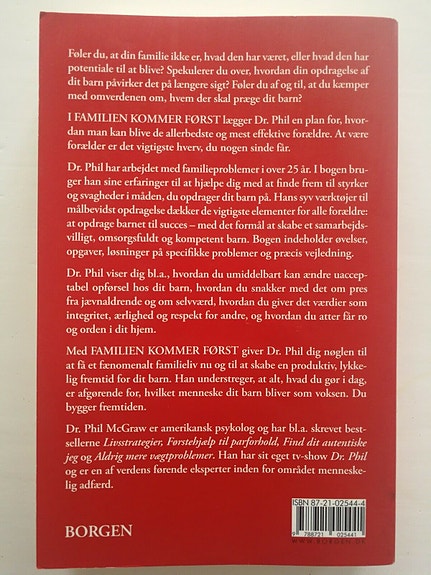 Føler du, at din familie ikke er, hvad den har været, eller hvad den har
potentiale til at blive? Spekulerer du over, hvordan din opdragelse af
dit barn påvirker det på længere sigt? Føler du af og til, at du kæmper
med omverdenen om, hvem der skal præge dit barn?
I FAMILIEN KOMMER FØRST lægger Dr. Phil en plan for, hvor-
dan man kan blive de allerbedste og mest effektive forældre. At være
forælder er det vigtigste hverv, du nogen sinde får.
Dr. Phil har arbejdet med familieproblemer i over 25 år. I bogen bru-
ger han sine erfaringer til at hjælpe dig med at finde frem til styrker
og svagheder i måden, du opdrager dit barn på. Hans syv værktøjer til
målbevidst opdragelse dækker de vigtigste elementer for alle forældre:
at opdrage barnet til succes – med det formål at skabe et samarbejds-
villigt, omsorgsfuldt og kompetent barn. Bogen indeholder øvelser,
opgaver, løsninger på specifikke problemer og præcis vejledning.
Dr. Phil viser dig bl.a., hvordan du umiddelbart kan ændre uaccep-
tabel opførsel hos dit barn, hvordan du snakker med det om pres
fra jævnaldrende og om selvværd, hvordan du giver det værdier som
integritet, ærlighed og respekt for andre, og hvordan du atter får ro
og orden i dit hjem.
Med FAMILIEN KOMMER FØRST giver Dr. Phil dig nøglen til
at få et fænomenalt familieliv nu og til at skabe en produktiv, lykke-
lig fremtid for dit barn. Han understreger, at alt, hvad du gør i dag,
er afgørende for, hvilket menneske dit barn bliver som voksen. Du
bygger fremtiden.
Dr. Phil McGraw er amerikansk psykolog og har bl.a. skrevet best-
sellerne Livsstrategier, Førstehjælp til parforhold, Find dit autentiske
jeg og Aldrig mere vægtproblemer. Han har sit eget tv-show Dr. Phil
og er en af verdens førende eksperter inden for området menneske-
lig adfærd.
ISBN 87-21-02544-4
9 788721 025441
WWW.BORGEN.DK
BORGEN